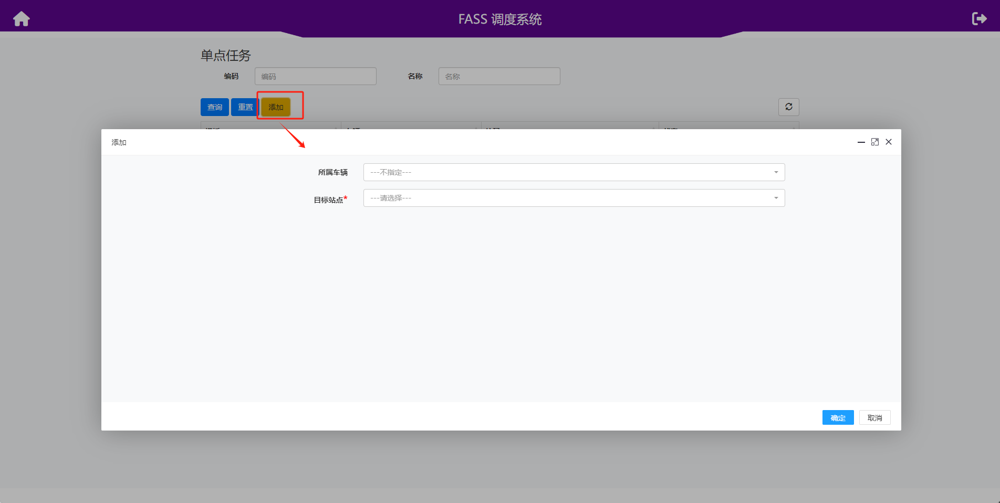 FASS 调度系统
单点任务
编码 编码 名称 名称
查询 重置 添加
添加
所属车辆 ---不指定---
目标站点* ---请选择---
确定 取消